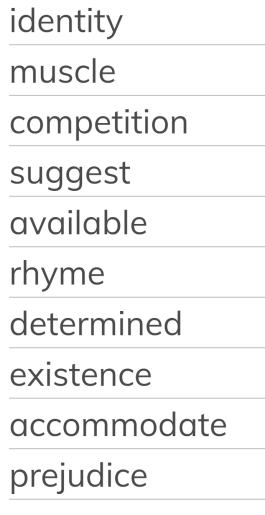 identity
muscle
competition
suggest
available
rhyme
determined
existence
accommodate
prejudice